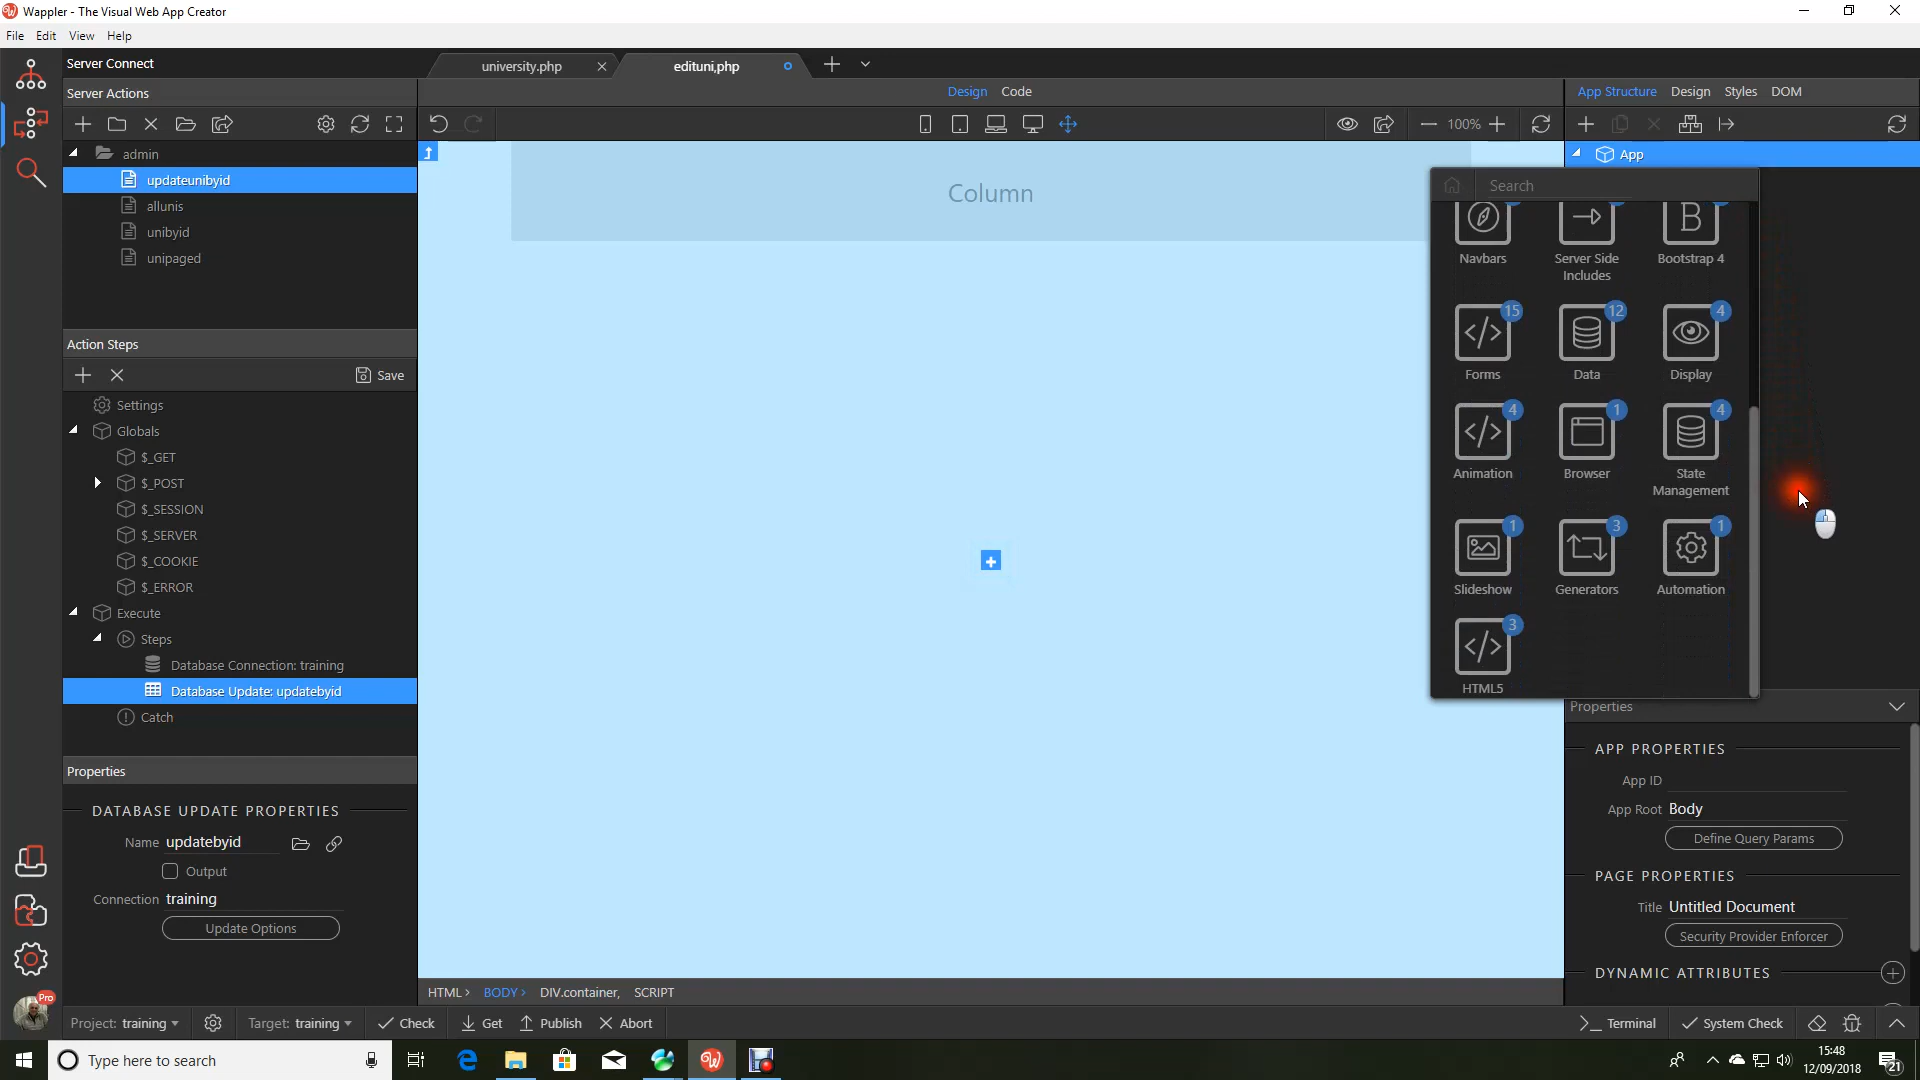 Wappler - The Visual Web App Creator
File Edit View Help
Server Connect
university.php
edituni.php
Server Actions
Design Code
App Structure Design Styles DOM
100%
admin
updateunibyid
allunis
unibyid
unipaged
Column
App
Search
Navbars
Server Side
Includes
Bootstrap 4
15
12
4
Forms
Data
Display
4
1
4
Animation
Browser
State
Management
1
3
1
Slideshow
Generators
Automation
3
HTML5
Action Steps
Save
Settings
Globals
$_GET
$_POST
$_SESSION
$_SERVER
$_COOKIE
$_ERROR
Execute
Steps
Database Connection: training
Database Update: updatebyid
Catch
Properties
DATABASE UPDATE PROPERTIES
Name updatebyid
Output
Connection training
Update Options
Properties
APP PROPERTIES
App ID
App Root Body
Define Query Params
PAGE PROPERTIES
Title Untitled Document
Security Provider Enforcer
DYNAMIC ATTRIBUTES
HTML BODY DIV.container, SCRIPT
Pro
Project: training
Target: training
Check
Get
Publish
Abort
Terminal
System Check
Type here to search
15:48
12/09/2018
21